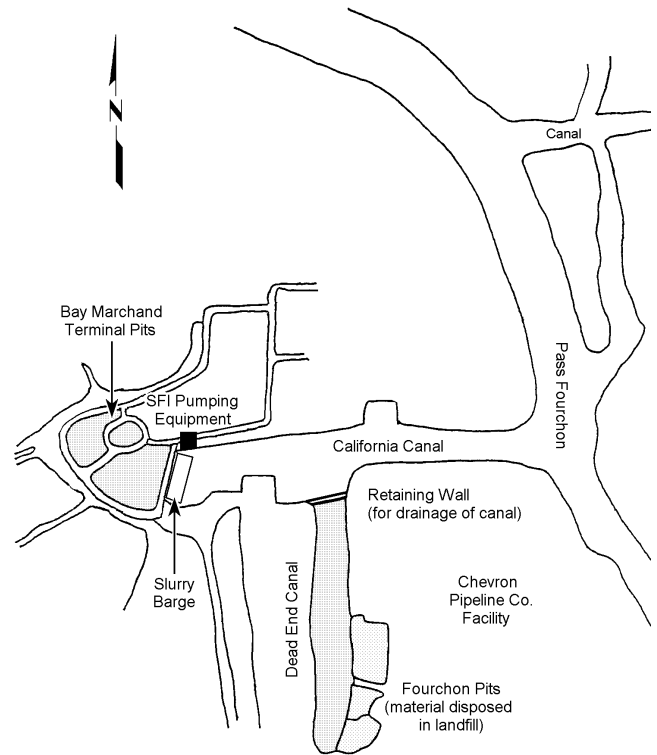 N
Canal
Bay Marchand
Terminal Pits
SFI Pumping
Equipment
Pass Fourchon
California Canal
Retaining Wall
(for drainage of canal)
Slurry
Barge
Dead End Canal
Chevron
Pipeline Co.
Facility
Fourchon Pits
(material disposed
in landfill)